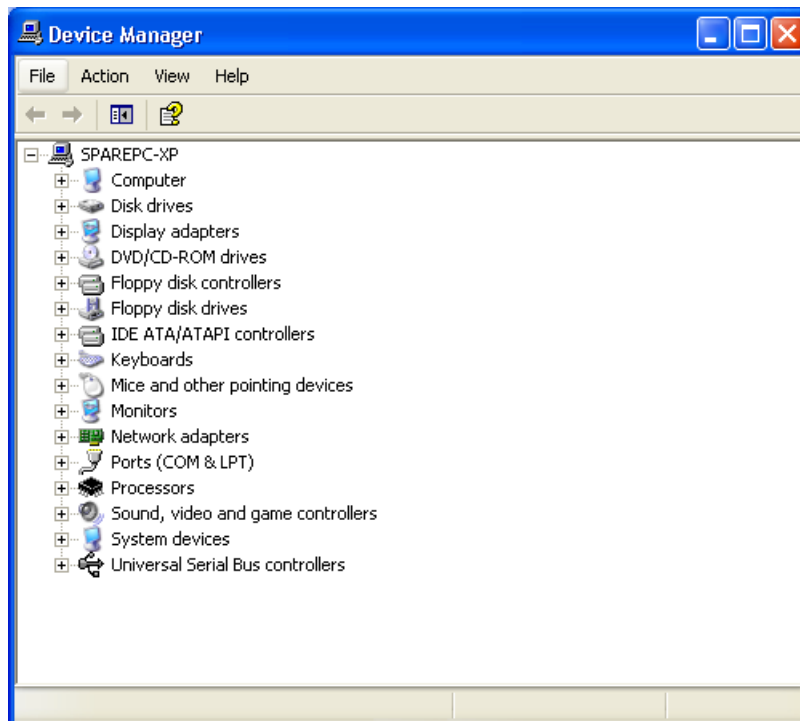 Device Manager
File Action View Help
SPAREPC-XP
Computer
Disk drives
Display adapters
DVD/CD-ROM drives
Floppy disk controllers
Floppy disk drives
IDE ATA/ATAPI controllers
Keyboards
Mice and other pointing devices
Monitors
Network adapters
Ports (COM & LPT)
Processors
Sound, video and game controllers
System devices
Universal Serial Bus controllers